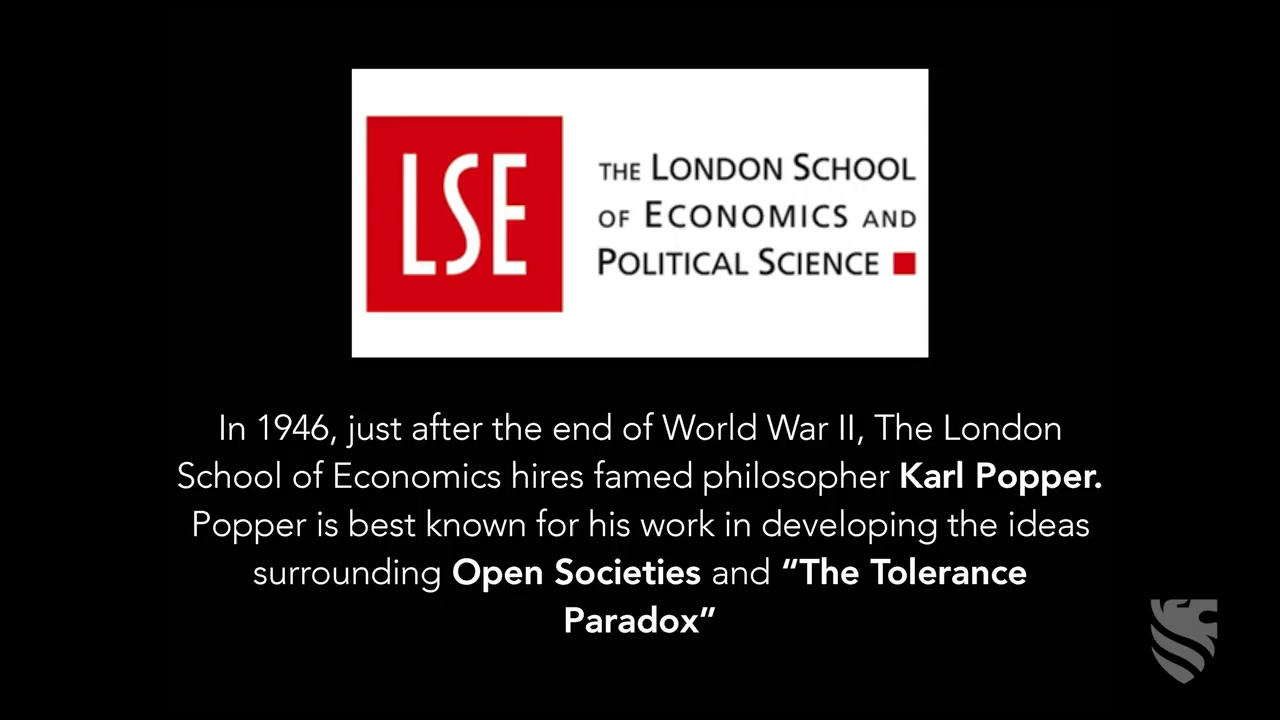 LSE
THE LONDON SCHOOL
OF ECONOMICS AND
POLITICAL SCIENCE
In 1946, just after the end of World War II, The London
School of Economics hires famed philosopher Karl Popper.
Popper is best known for his work in developing the ideas
surrounding Open Societies and “The Tolerance
Paradox”